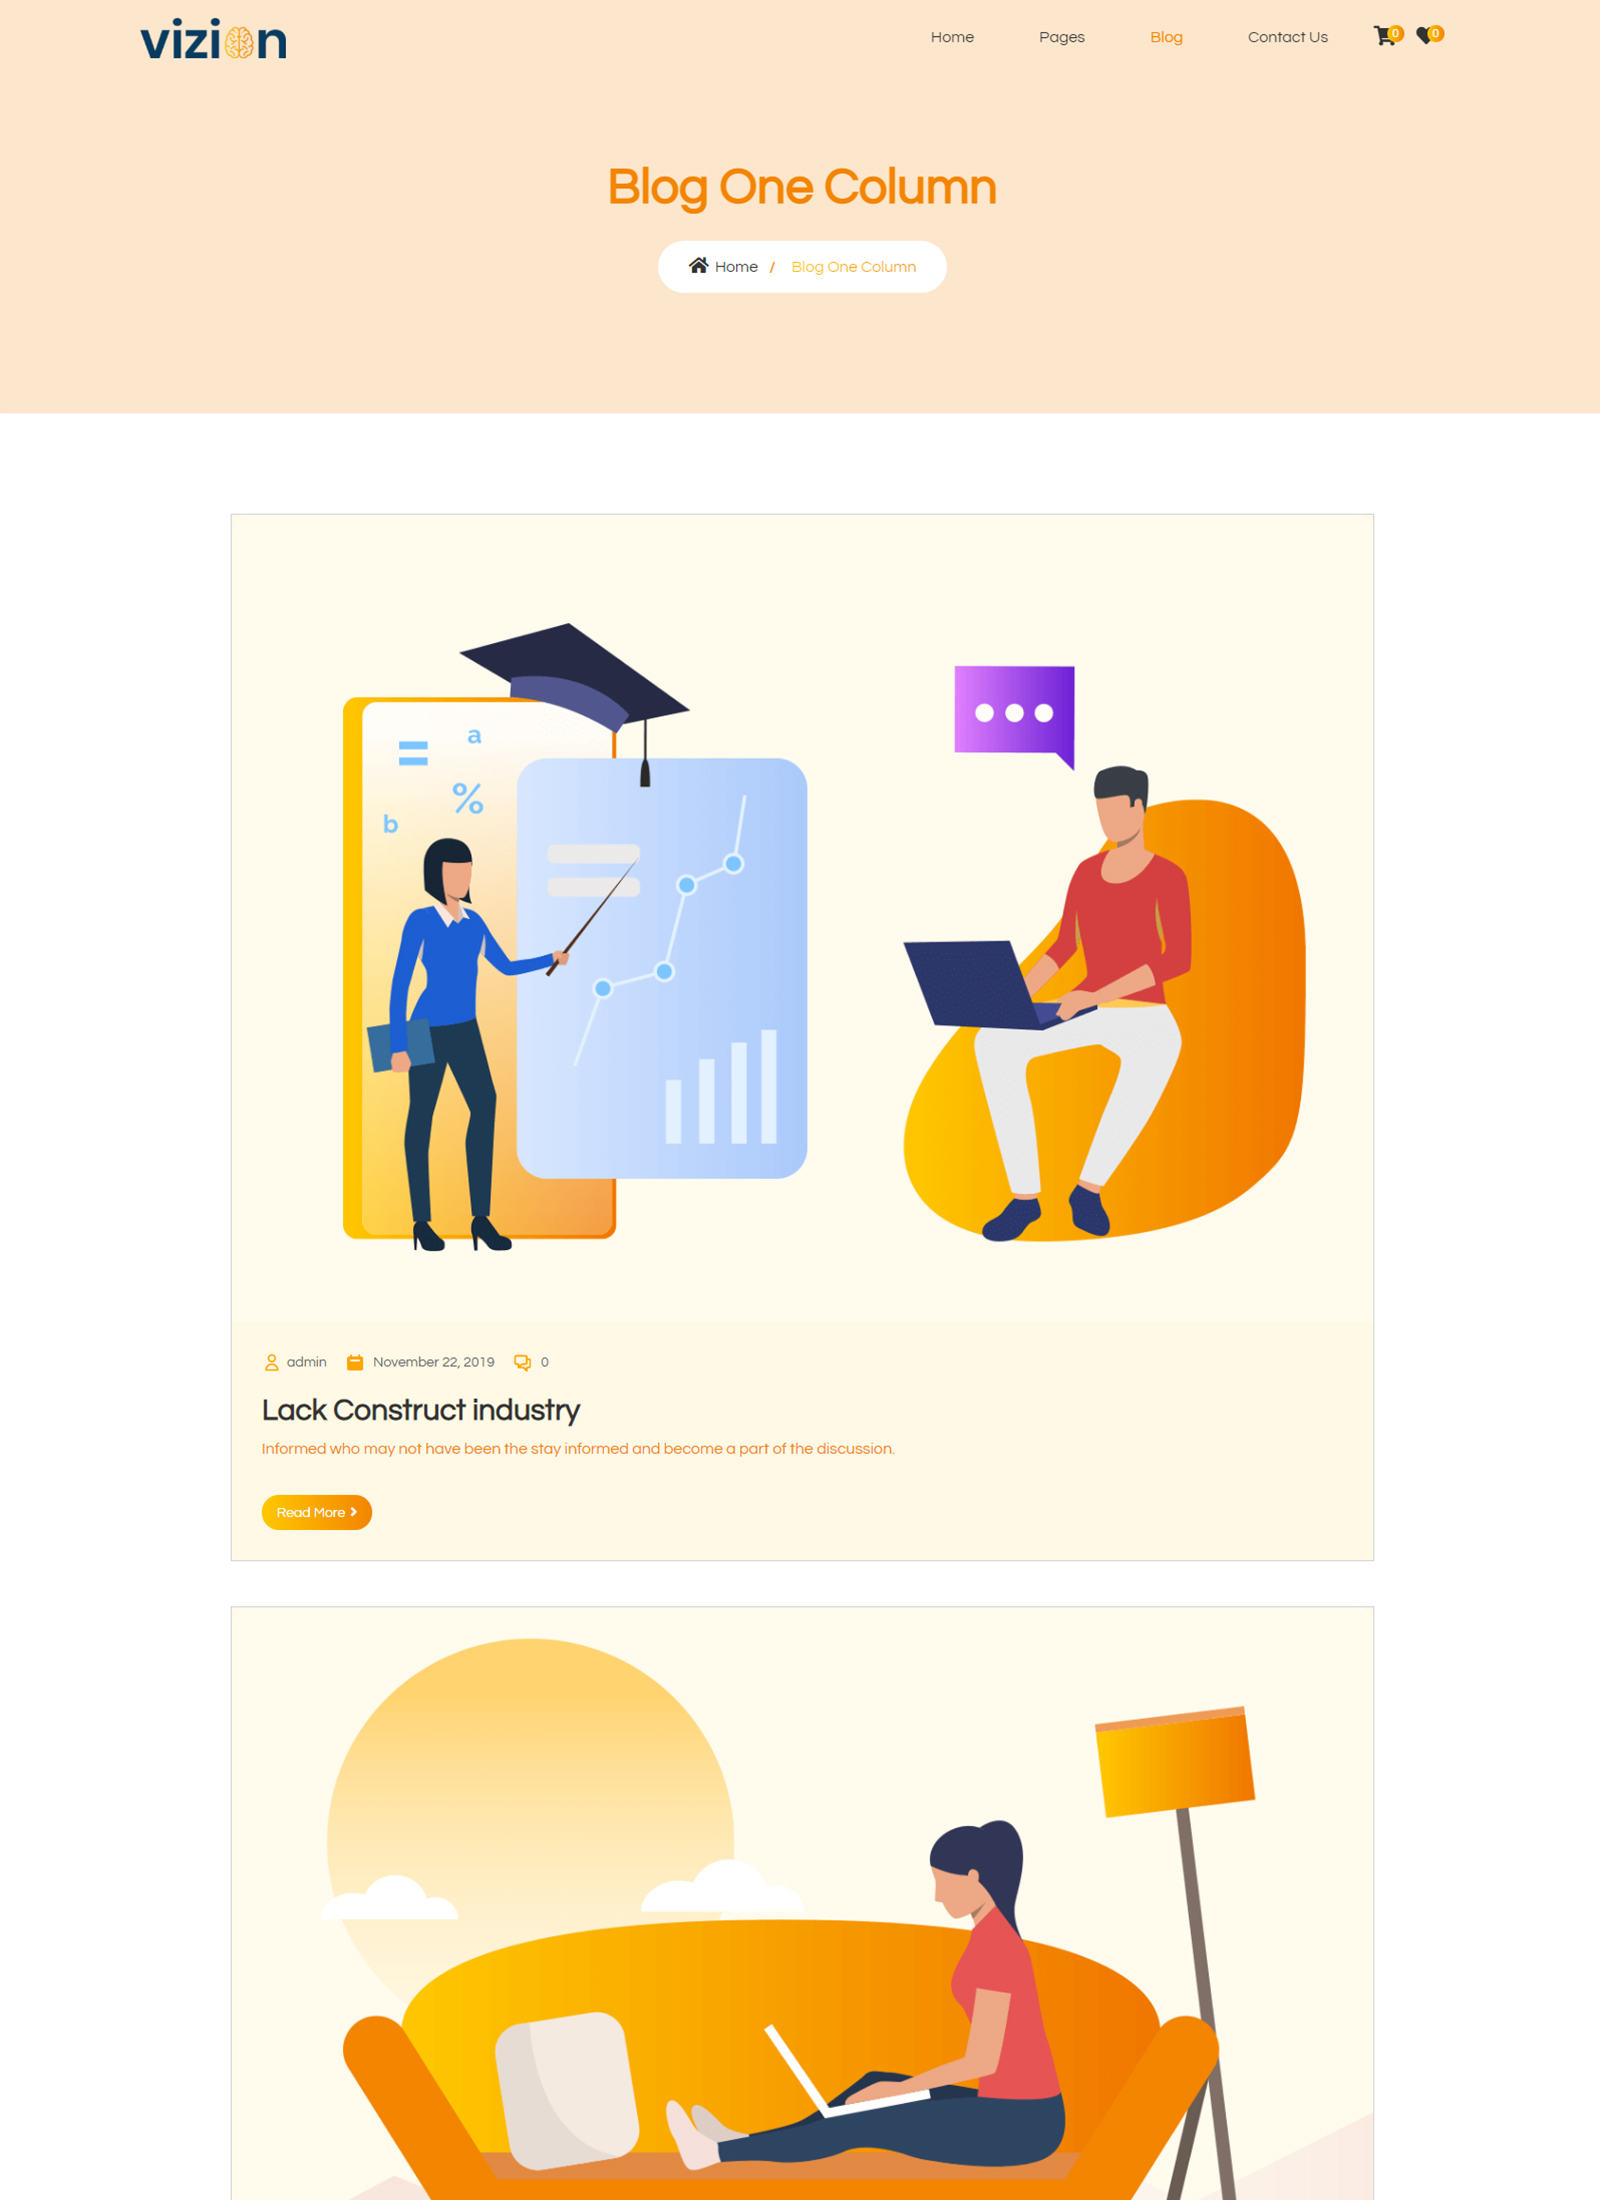 vizion
Home Pages Blog Contact Us 0 0
Blog One Column
Home / Blog One Column
= a
%
b
admin November 22, 2019 0
Lack Construct industry
Informed who may not have been the stay informed and become a part of the discussion.
Read More